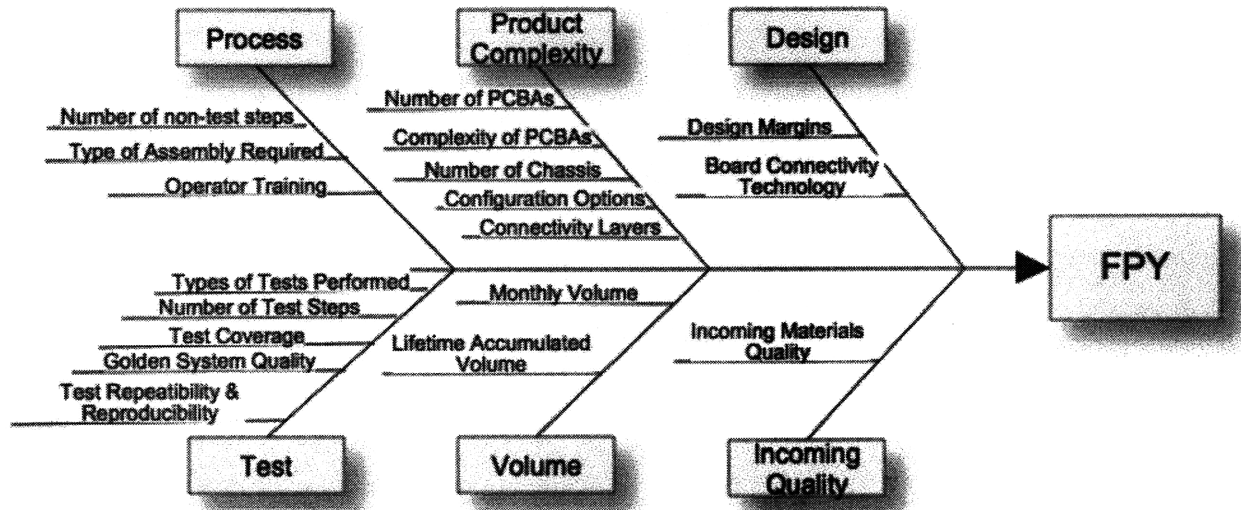 Process
Product
Complexity
Design
Number of non-test steps
Type of Assembly Required
Operator Training
Number of PCBAs
Complexity of PCBAs
Number of Chassis
Configuration Options
Connectivity Layers
Design Margins
Board Connectivity
Technology
FPY
Types of Tests Performed
Number of Test Steps
Test Coverage
Golden System Quality
Test Repeatibility &
Reproducibility
Monthly Volume
Lifetime Accumulated
Volume
Incoming Materials
Quality
Test
Volume
Incoming
Quality